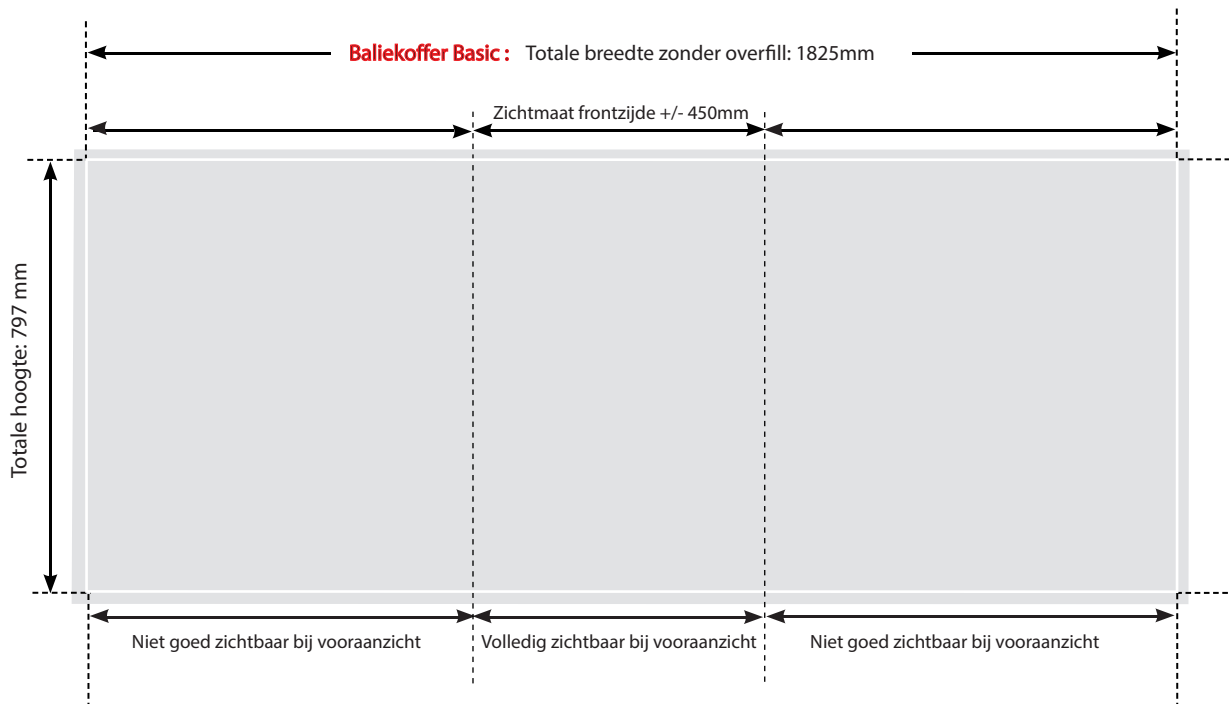 Baliekoffer Basic : Totale breedte zonder overfill: 1825mm
Zichtmaat frontzijde +/- 450mm
Totale hoogte: 797 mm
Niet goed zichtbaar bij vooraanzicht
Volledig zichtbaar bij vooraanzicht
Niet goed zichtbaar bij vooraanzicht